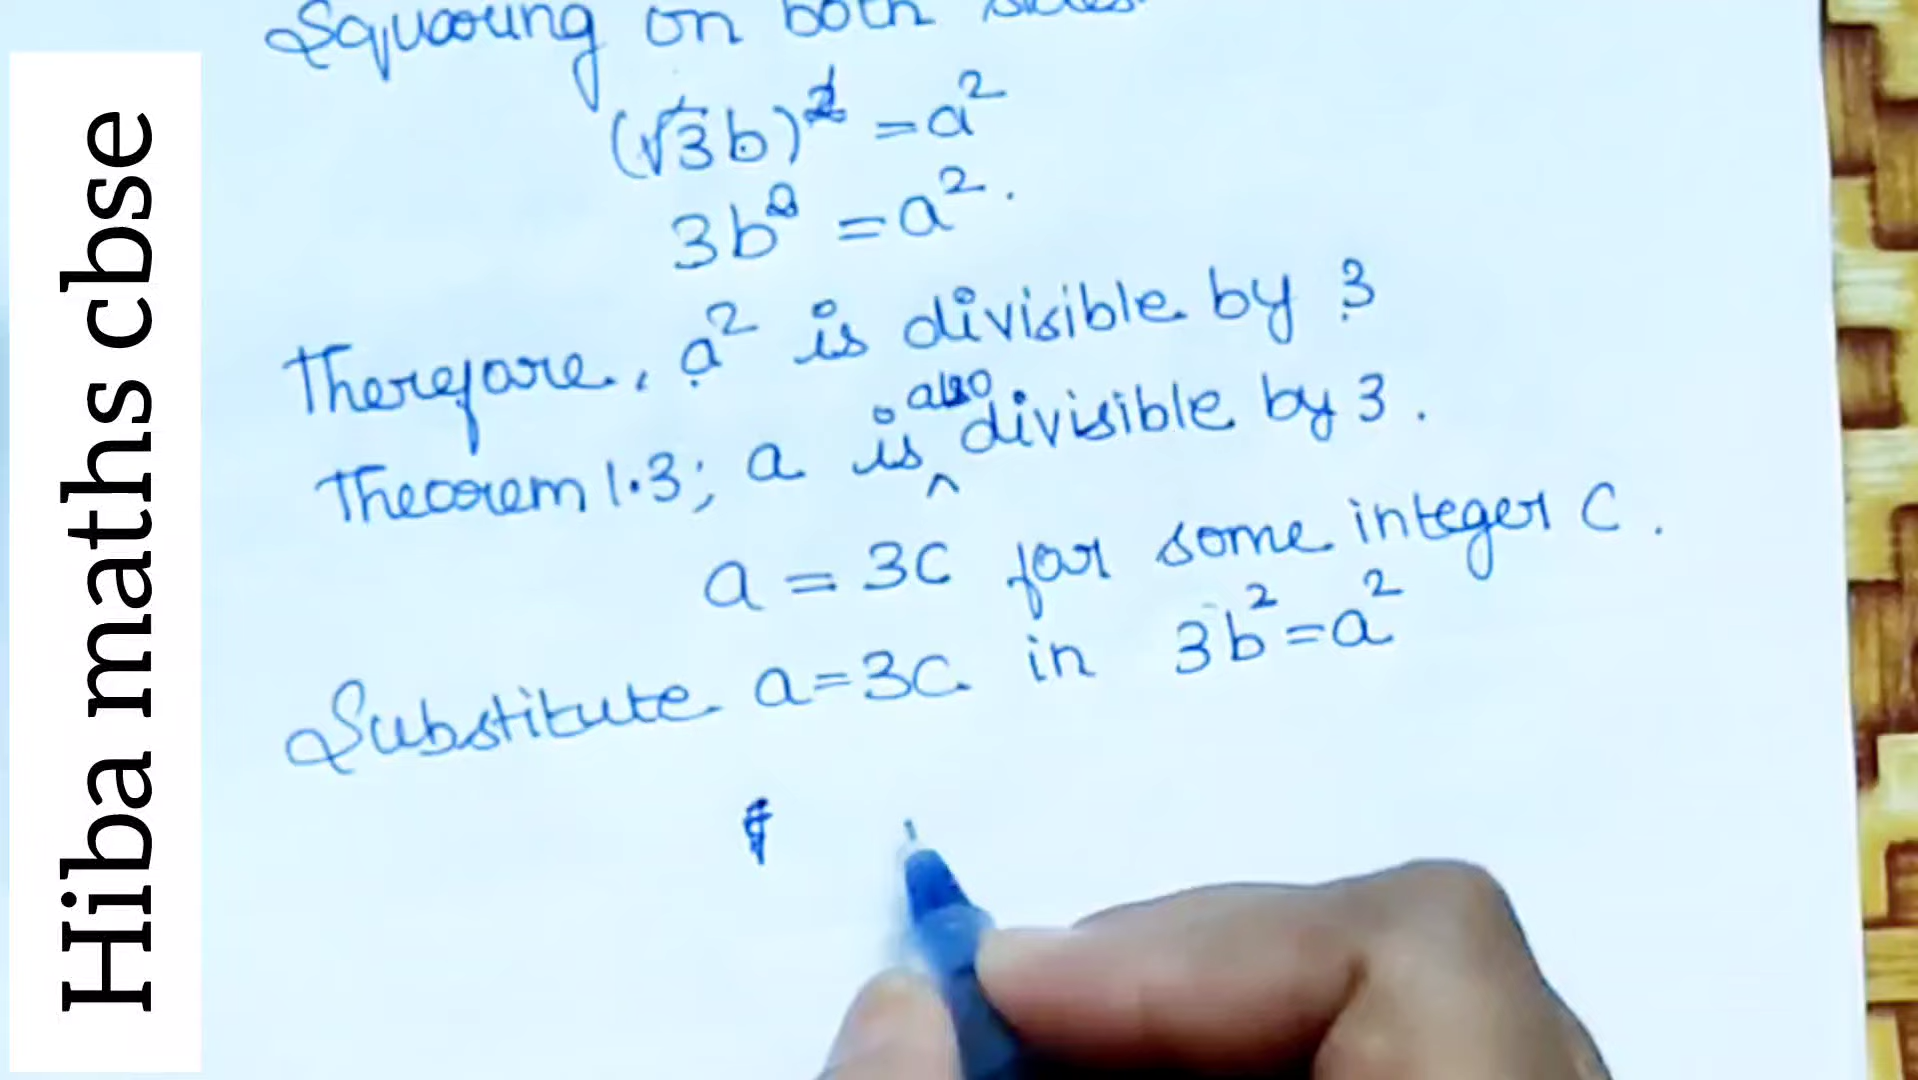 Hiba maths cbse
Squaring on both sides
(√3b)² = a²
3b² = a².
Therefore, a² is divisible by 3
Theorem 1.3; a is also divisible by 3.
a = 3c for some integer c.
Substitute a=3c in 3b²=a²